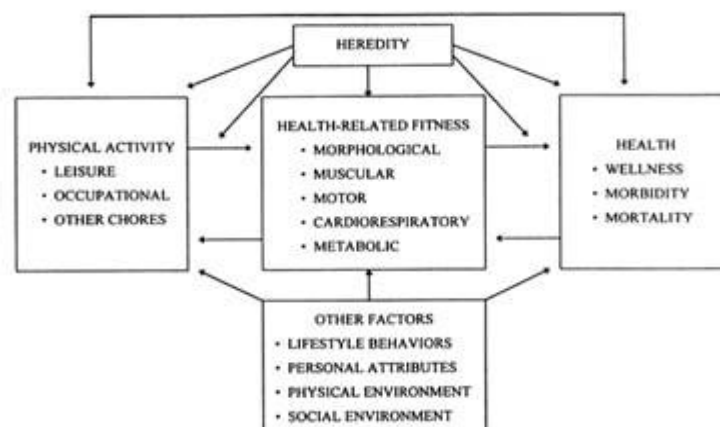 HEREDITY
PHYSICAL ACTIVITY
• LEISURE
• OCCUPATIONAL
• OTHER CHORES
HEALTH-RELATED FITNESS
• MORPHOLOGICAL
• MUSCULAR
• MOTOR
• CARDIORESPIRATORY
• METABOLIC
HEALTH
• WELLNESS
• MORBIDITY
• MORTALITY
OTHER FACTORS
• LIFESTYLE BEHAVIORS
• PERSONAL ATTRIBUTES
• PHYSICAL ENVIRONMENT
• SOCIAL ENVIRONMENT